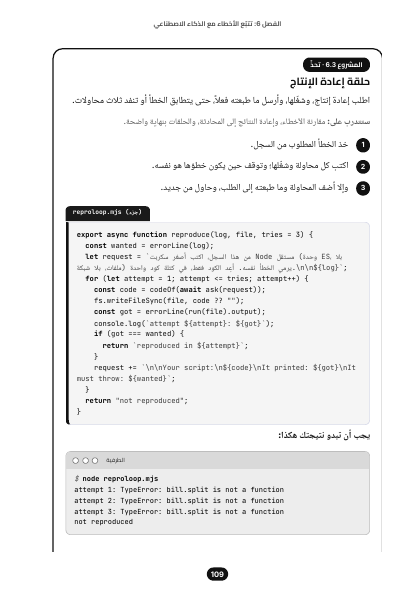 الفصل 6: تتبّع الأخطاء مع الذكاء الاصطناعي
المشروع 6.3 · تحدٍّ
حلقة إعادة الإنتاج
اطلب إعادة إنتاج، وشغّلها، وأرسل ما طبعته فعلاً، حتى يتطابق الخطأ أو تنفد ثلاث محاولات.
ستتدرب على: مقارنة الأخطاء، وإعادة النتائج إلى المحادثة، والحلقات بنهاية واضحة.
1 خذ الخطأ المطلوب من السجل.
2 اكتب كل محاولة وشغّلها؛ وتوقف حين يكون خطؤها هو نفسه.
3 وإلا أضف المحاولة وما طبعته إلى الطلب، وحاول من جديد.
reproloop.mjs (جزء)
export async function reproduce(log, file, tries = 3) {
const wanted = errorLine(log);
let request = `من هذا السجل، اكتب أصغر سكريبت Node مستقل (وحدة ES، بلا
ملفات، بلا شبكة) يرمي الخطأ نفسه. أعد الكود فقط، في كتلة كود واحدة.\n\n${log}`;
for (let attempt = 1; attempt <= tries; attempt++) {
const code = codeOf(await ask(request));
fs.writeFileSync(file, code ?? "");
const got = errorLine(run(file).output);
console.log(`attempt ${attempt}: ${got}`);
if (got === wanted) {
return `reproduced in ${attempt}`;
}
request += `\n\nYour script:\n${code}\nIt printed: ${got}\nIt
must throw: ${wanted}`;
}
return "not reproduced";
}
يجب أن تبدو نتيجتك هكذا:
الطرفية
$ node reproloop.mjs
attempt 1: TypeError: bill.split is not a function
attempt 2: TypeError: bill.split is not a function
attempt 3: TypeError: bill.split is not a function
not reproduced
109